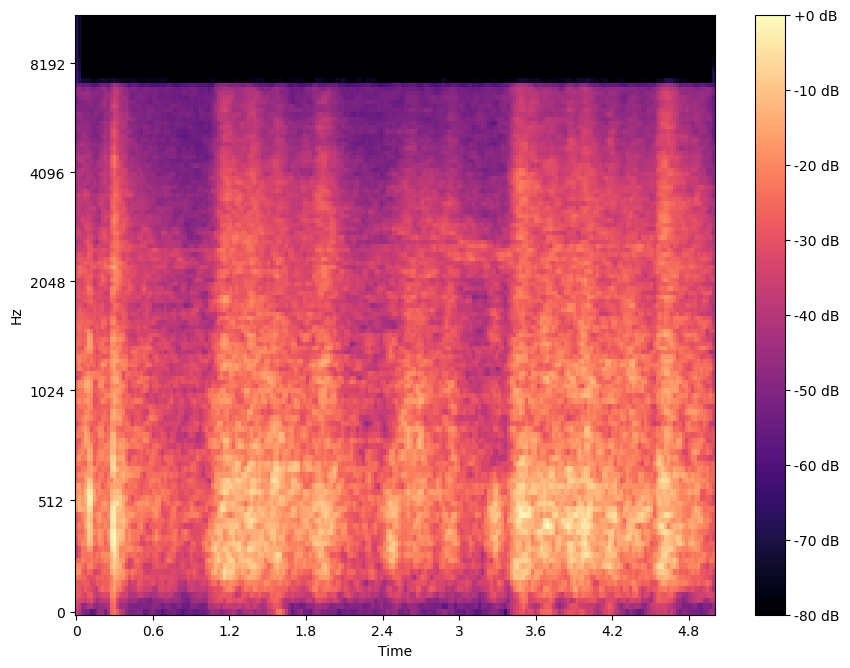 +0 dB
8192
-10 dB
4096
-20 dB
-30 dB
2048
Hz
-40 dB
1024
-50 dB
-60 dB
512
-70 dB
0
-80 dB
0 0.6 1.2 1.8 2.4 3 3.6 4.2 4.8
Time